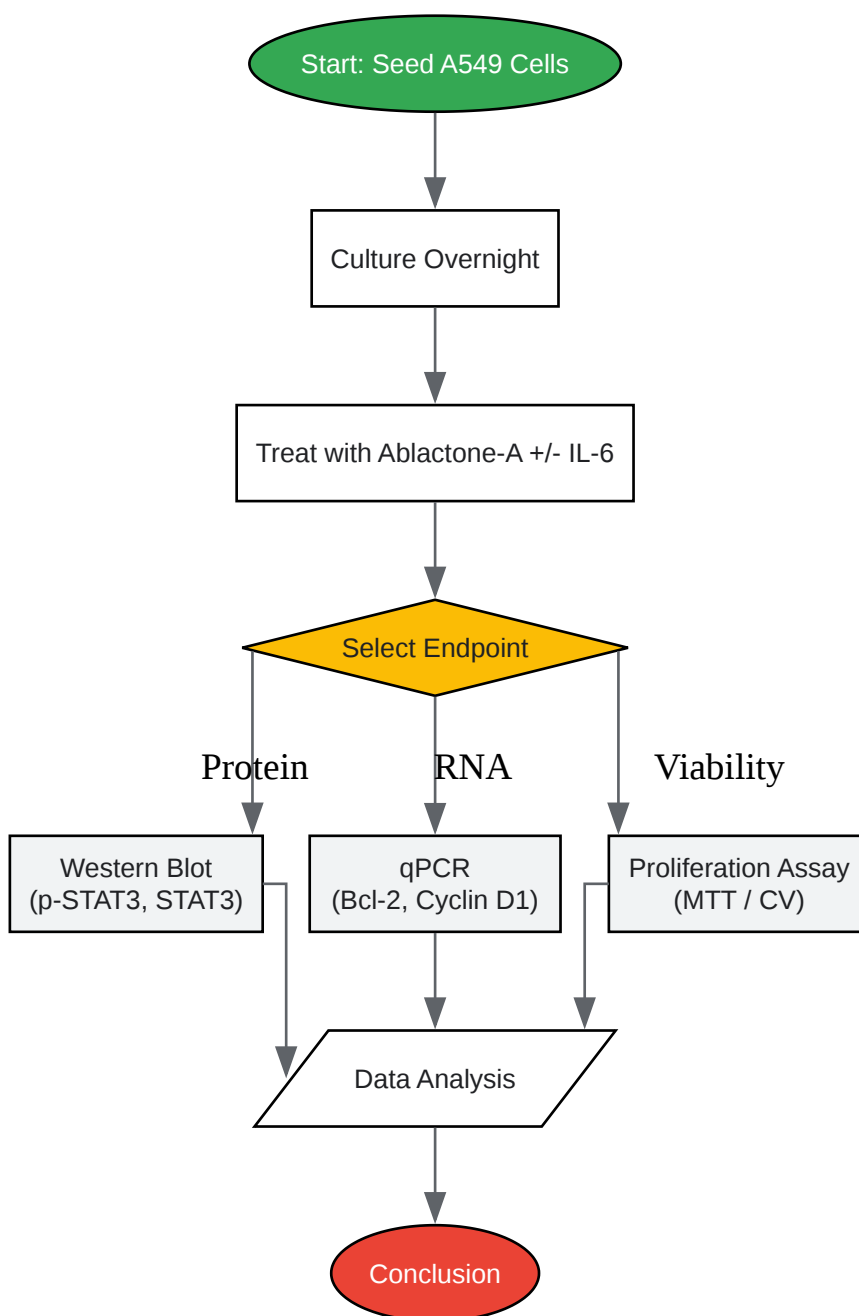 Start: Seed A549 Cells
Culture Overnight
Treat with Ablactone-A +/- IL-6
Select Endpoint
Protein
RNA
Viability
Western Blot
(p-STAT3, STAT3)
qPCR
(Bcl-2, Cyclin D1)
Proliferation Assay
(MTT / CV)
Data Analysis
Conclusion